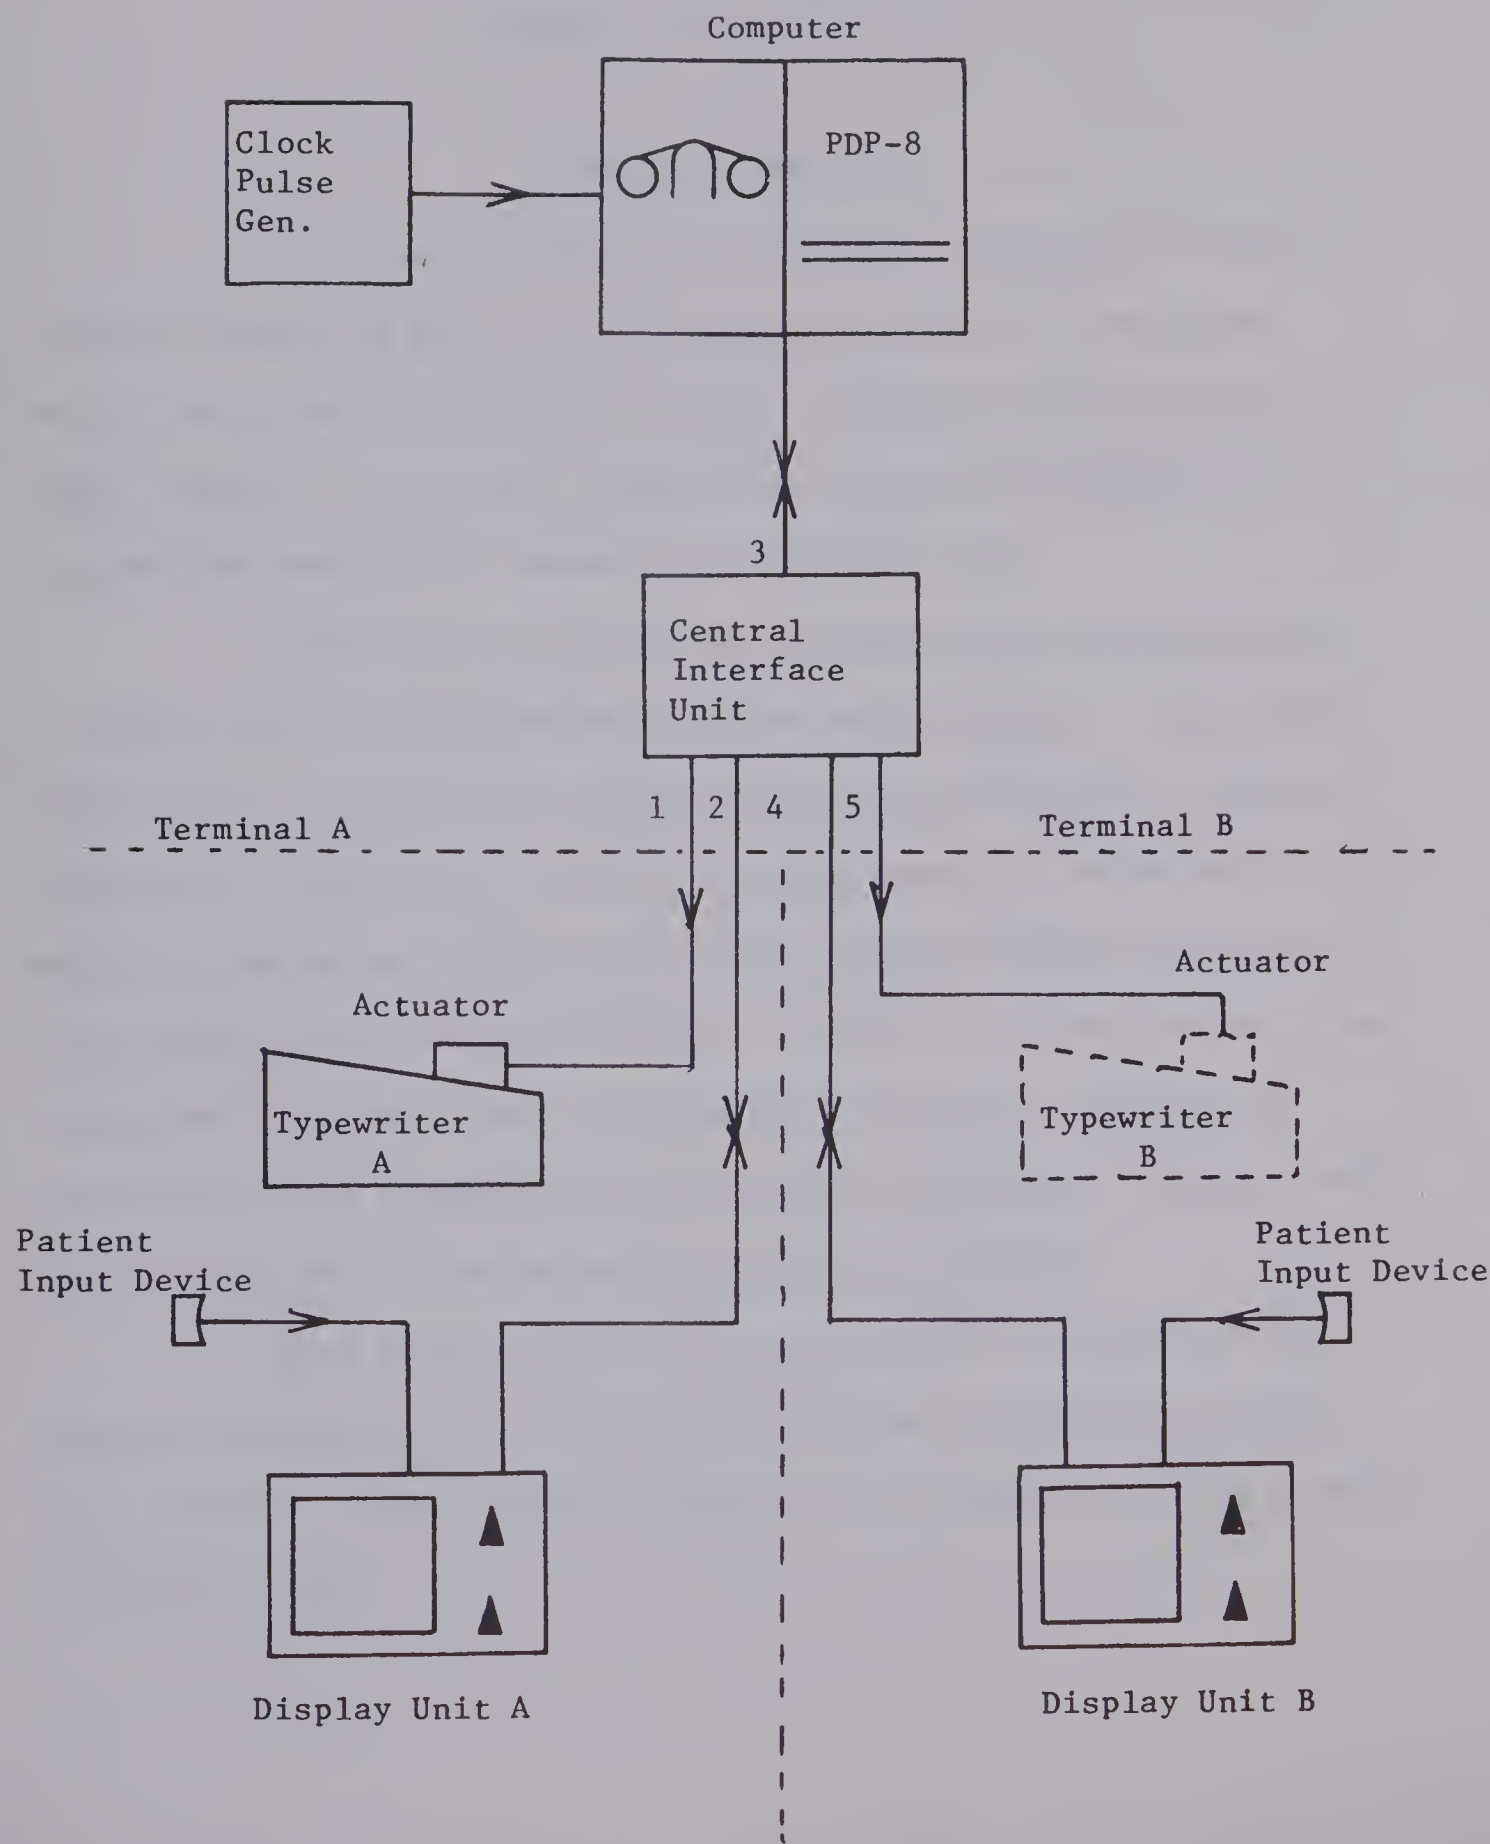 Computer
Clock
Pulse
Gen.
PDP-8
3
Central
Interface
Unit
1 2 4 5
Terminal A
Terminal B
Actuator
Actuator
Typewriter
A
Typewriter
B
Patient
Input Device
Patient
Input Device
Display Unit A
Display Unit B